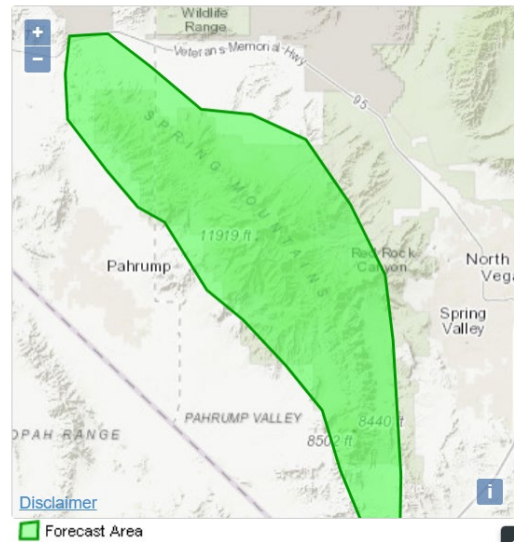 Wildlife
Range
+
−
Veterans-Memorial-Hwy
95
SPRING MOUNTAINS
11919 ft
Red Rock
Canyon
North
Vega
Pahrump
Spring
Valley
PAHRUMP VALLEY
8440 ft
OPAH RANGE
8502 ft
Disclaimer
i
Forecast Area